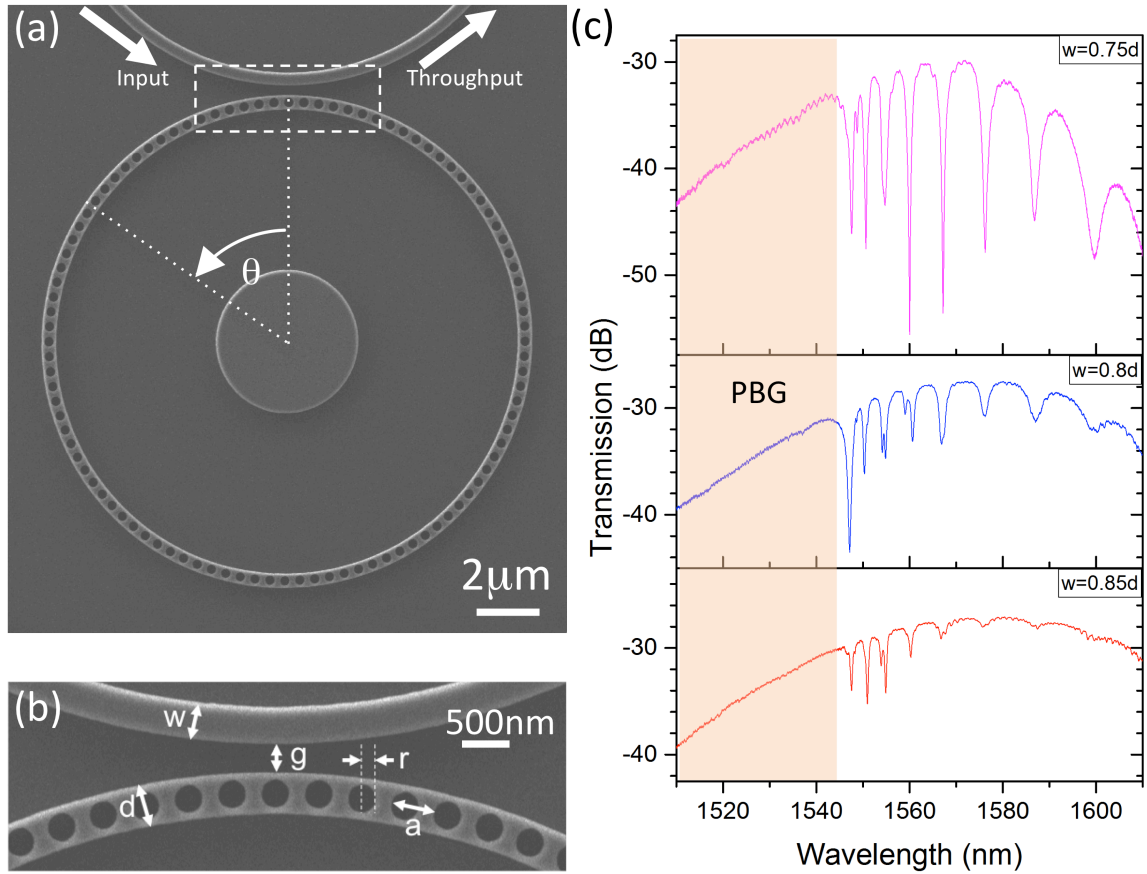 (a)
Input
Throughput
θ
2μm
(b)
w
500nm
g
r
d
a
(c)
w=0.75d
-30
-40
-50
w=0.8d
PBG
-30
-40
w=0.85d
-30
-40
Transmission (dB)
1520
1540
1560
1580
1600
Wavelength (nm)